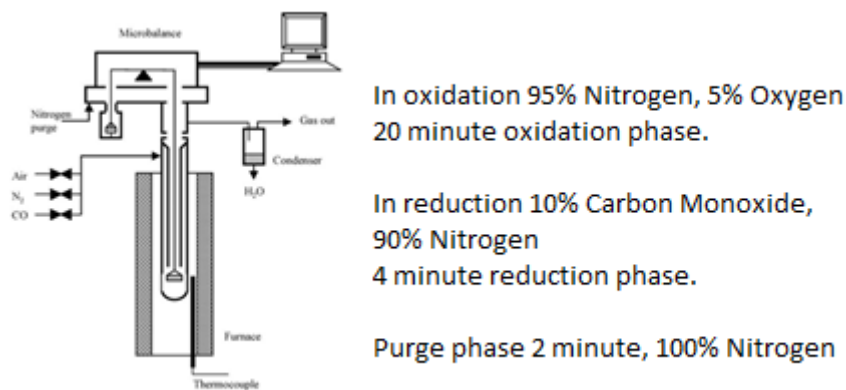 Microbalance
Nitrogen
purge
Gas out
Condenser
H₂O
Air
N₂
CO
Furnace
Thermocouple
In oxidation 95% Nitrogen, 5% Oxygen
20 minute oxidation phase.
In reduction 10% Carbon Monoxide,
90% Nitrogen
4 minute reduction phase.
Purge phase 2 minute, 100% Nitrogen